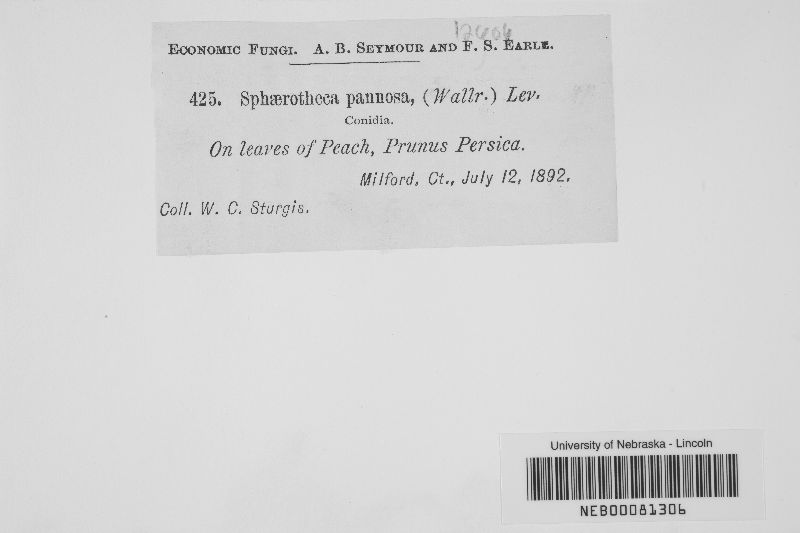 Economic Fungi. A. B. Seymour and F. S. Earle.
425. Sphærotheca pannosa, (Wallr.) Lev.
Conidia.
On leaves of Peach, Prunus Persica.
Milford, Ct., July 12, 1892.
Coll. W. C. Sturgis.
University of Nebraska - Lincoln
NEB00081306